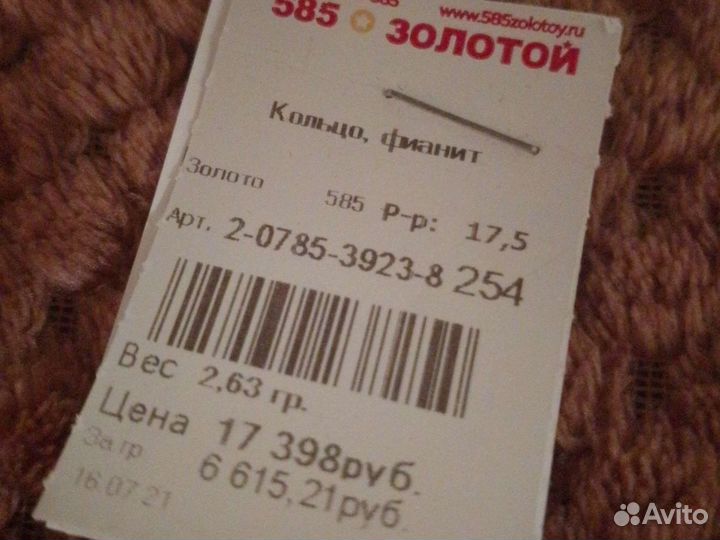 www.585zolotoy.ru
585 ЗОЛОТОЙ
Кольцо, фианит
Золото 585 Р-р: 17,5
Арт. 2-0785-3923-8 254
Вес 2,63 гр.
Цена 17 398руб.
За гр 6 615,21руб.
16.07.21
Avito